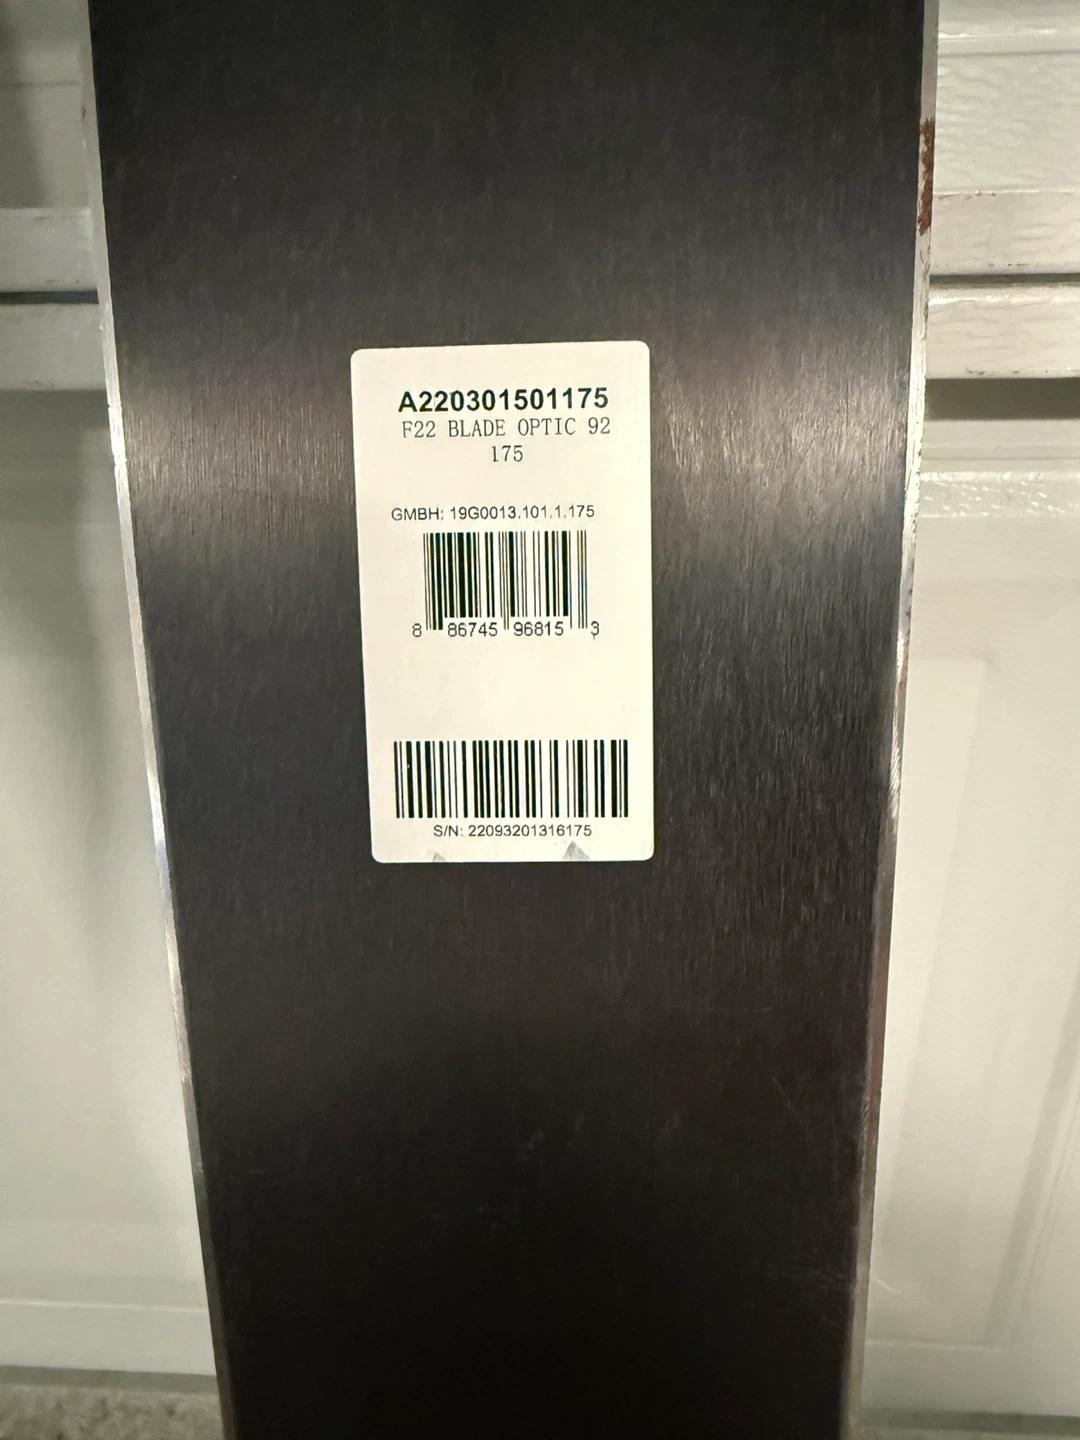 A220301501175
F22 BLADE OPTIC 92
175
GMBH: 19G0013.101.1.175
8 86745 96815 3
S/N: 22093201316175